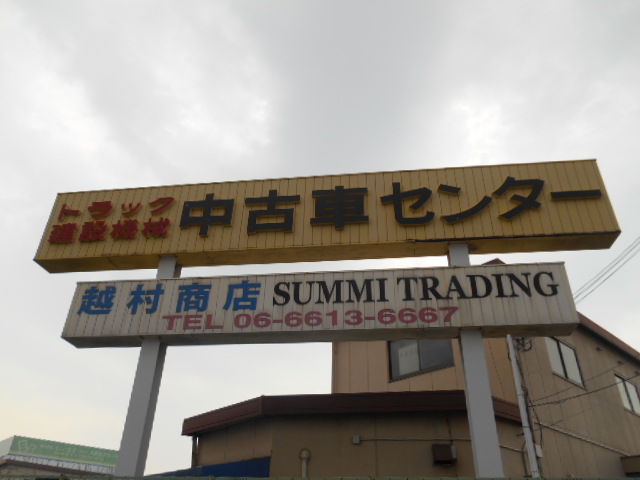 トラック
建設機械
中古車センター
越村商店 SUMMI TRADING
TEL 06-6613-6667